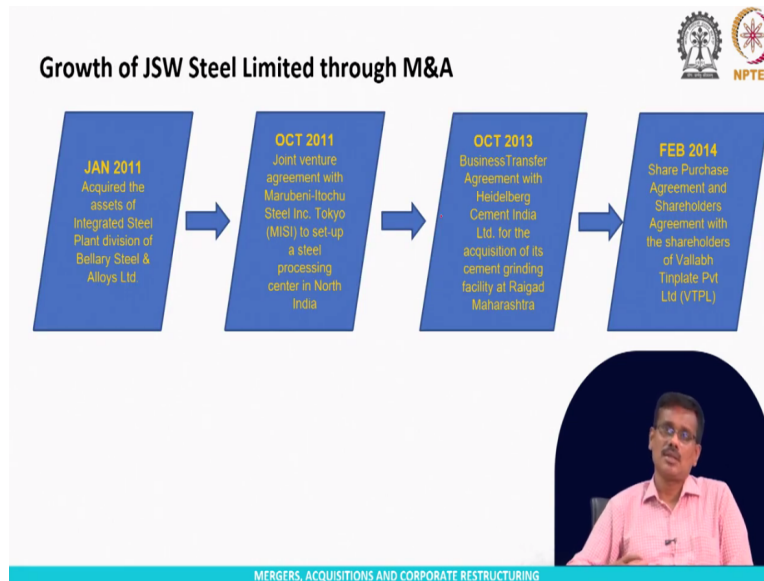 Growth of JSW Steel Limited through M&A
NPTE
JAN 2011
Acquired the
assets of
Integrated Steel
Plant division of
Bellary Steel &
Alloys Ltd.
OCT 2011
Joint venture
agreement with
Marubeni-Itochu
Steel Inc. Tokyo
(MISI) to set-up
a steel
processing
center in North
India
OCT 2013
BusinessTransfer
Agreement with
Heidelberg
Cement India
Ltd. for the
acquisition of its
cement grinding
facility at Raigad
Maharashtra
FEB 2014
Share Purchase
Agreement and
Shareholders
Agreement with
the shareholders
of Vallabh
Tinplate Pvt
Ltd (VTPL)
MERGERS, ACQUISITIONS AND CORPORATE RESTRUCTURING